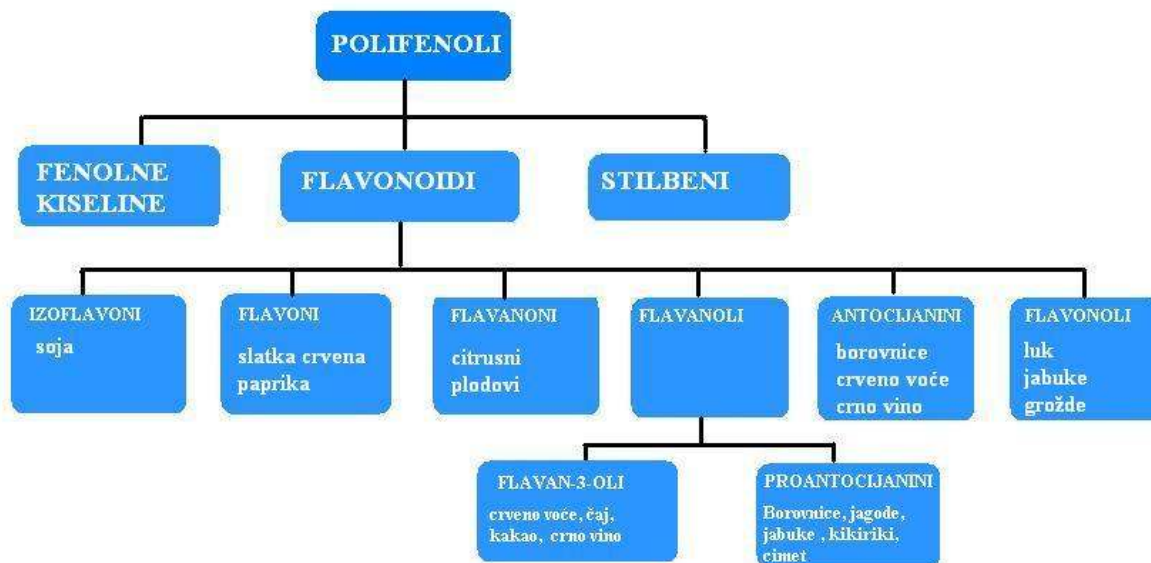 POLIFENOLI
FENOLNE
KISELINE
FLAVONOIDI
STILBENI
IZOFLAVONI
soja
FLAVONI
slatka crvena
paprika
FLAVANONI
citrusni
plodovi
FLAVANOLI
ANTOCIJANINI
borovnice
crveno voće
crno vino
FLAVONOLI
luk
jabuke
grožde
FLAVAN-3-OLI
crveno voće, čaj,
kakao, crno vino
PROANTOCIJANINI
Borovnice, jagode,
jabuke , kikiriki,
cimet